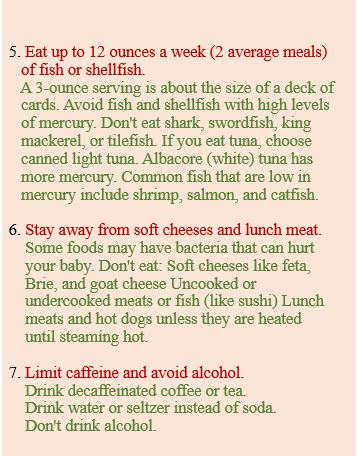 5. Eat up to 12 ounces a week (2 average meals)
of fish or shellfish.
A 3-ounce serving is about the size of a deck of
cards. Avoid fish and shellfish with high levels
of mercury. Don't eat shark, swordfish, king
mackerel, or tilefish. If you eat tuna, choose
canned light tuna. Albacore (white) tuna has
more mercury. Common fish that are low in
mercury include shrimp, salmon, and catfish.
6. Stay away from soft cheeses and lunch meat.
Some foods may have bacteria that can hurt
your baby. Don't eat: Soft cheeses like feta,
Brie, and goat cheese Uncooked or
undercooked meats or fish (like sushi) Lunch
meats and hot dogs unless they are heated
until steaming hot.
7. Limit caffeine and avoid alcohol.
Drink decaffeinated coffee or tea.
Drink water or seltzer instead of soda.
Don't drink alcohol.